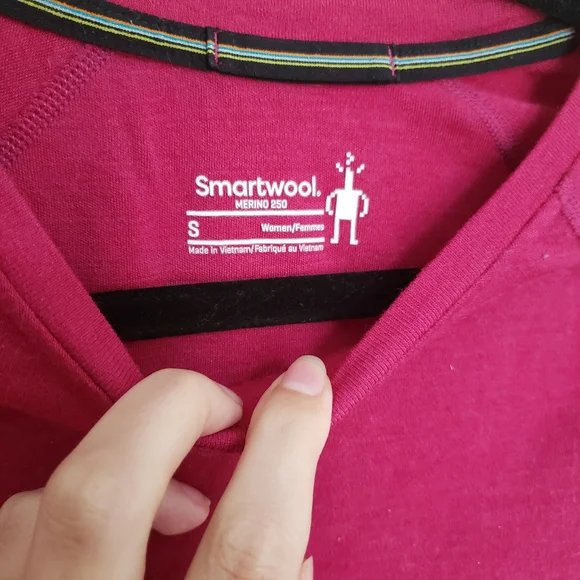 Smartwool.
MERINO 250
S Women/Femmes
Made in Vietnam/Fabriqué au Vietnam